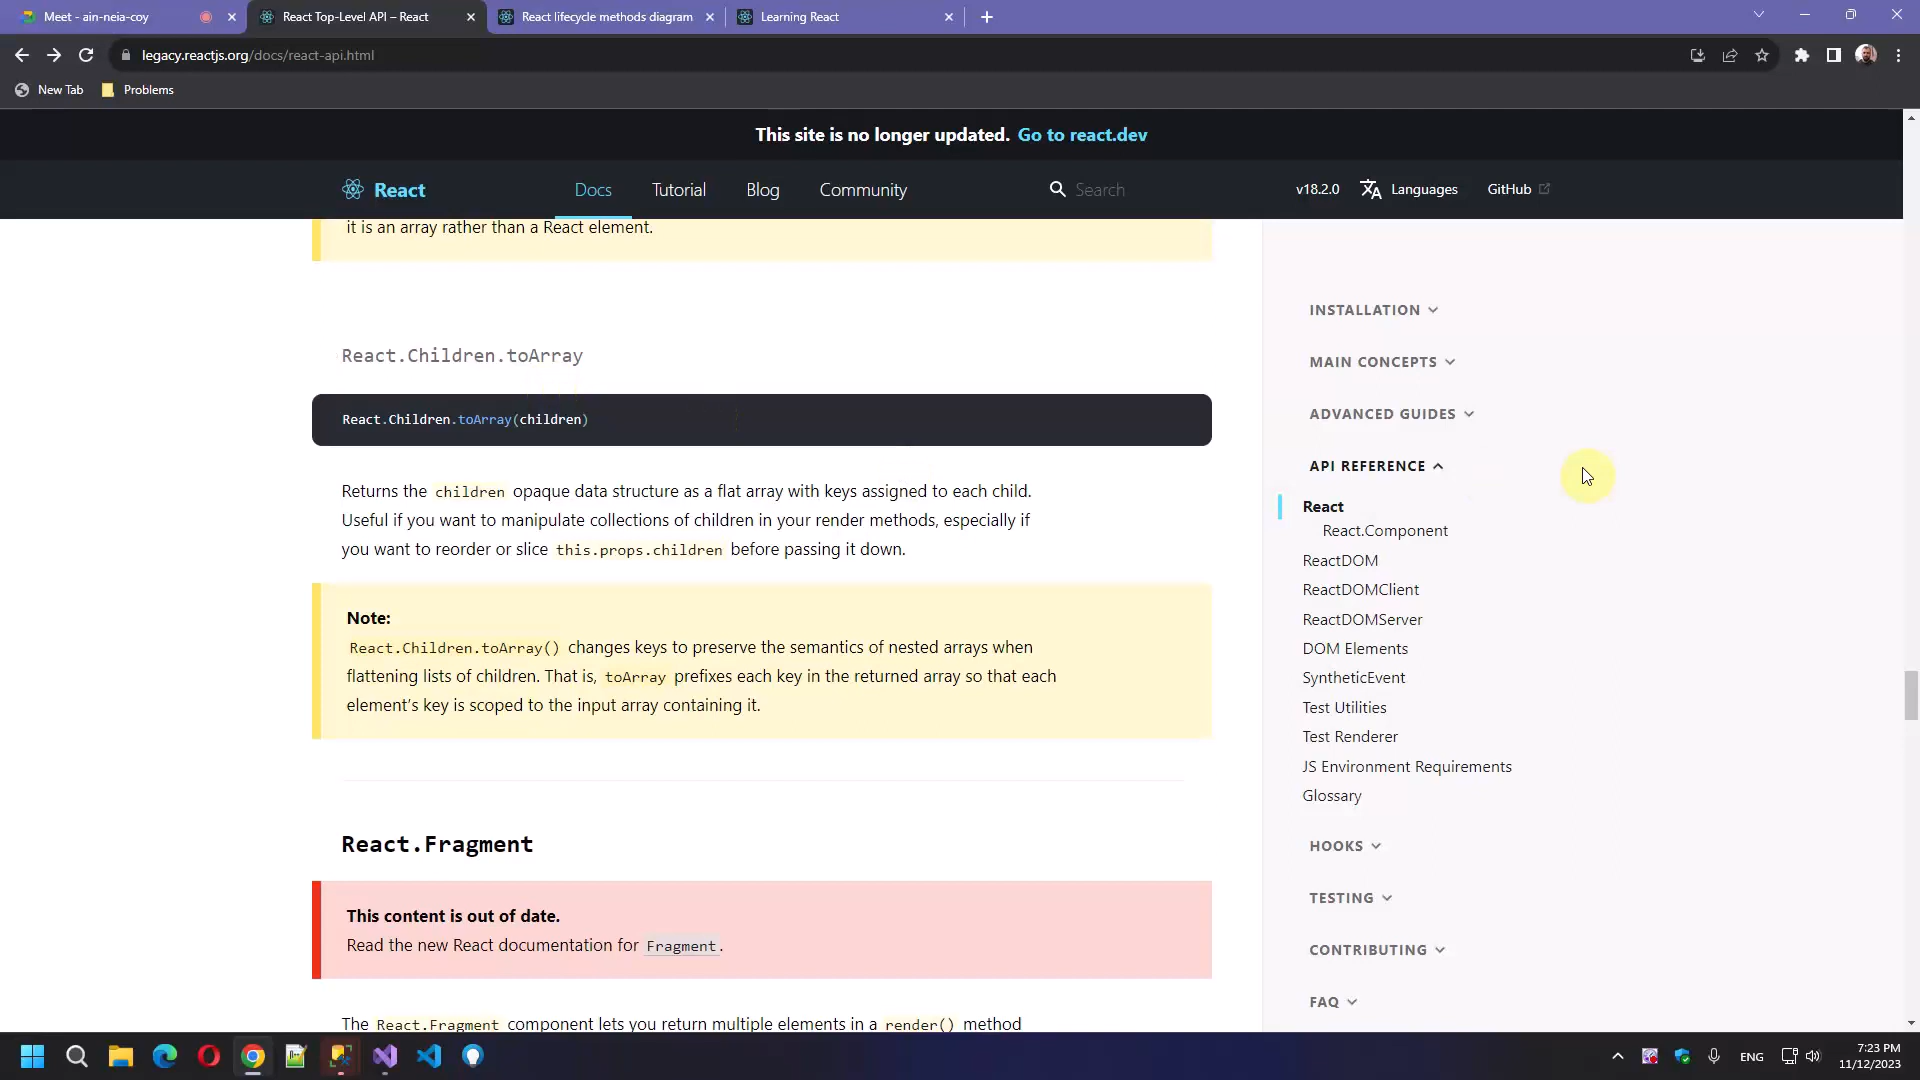 Meet - ain-neia-coy
React Top-Level API – React
React lifecycle methods diagram
Learning React
legacy.reactjs.org/docs/react-api.html
New Tab
Problems
This site is no longer updated. Go to react.dev
React
Docs
Tutorial
Blog
Community
Search
v18.2.0
Languages
GitHub
it is an array rather than a React element.
React.Children.toArray
React.Children.toArray(children)
Returns the children opaque data structure as a flat array with keys assigned to each child.
Useful if you want to manipulate collections of children in your render methods, especially if
you want to reorder or slice this.props.children before passing it down.
Note:
React.Children.toArray() changes keys to preserve the semantics of nested arrays when
flattening lists of children. That is, toArray prefixes each key in the returned array so that each
element’s key is scoped to the input array containing it.
React.Fragment
This content is out of date.
Read the new React documentation for Fragment.
The React.Fragment component lets you return multiple elements in a render() method
INSTALLATION
MAIN CONCEPTS
ADVANCED GUIDES
API REFERENCE
React
React.Component
ReactDOM
ReactDOMClient
ReactDOMServer
DOM Elements
SyntheticEvent
Test Utilities
Test Renderer
JS Environment Requirements
Glossary
HOOKS
TESTING
CONTRIBUTING
FAQ
ENG
7:23 PM
11/12/2023